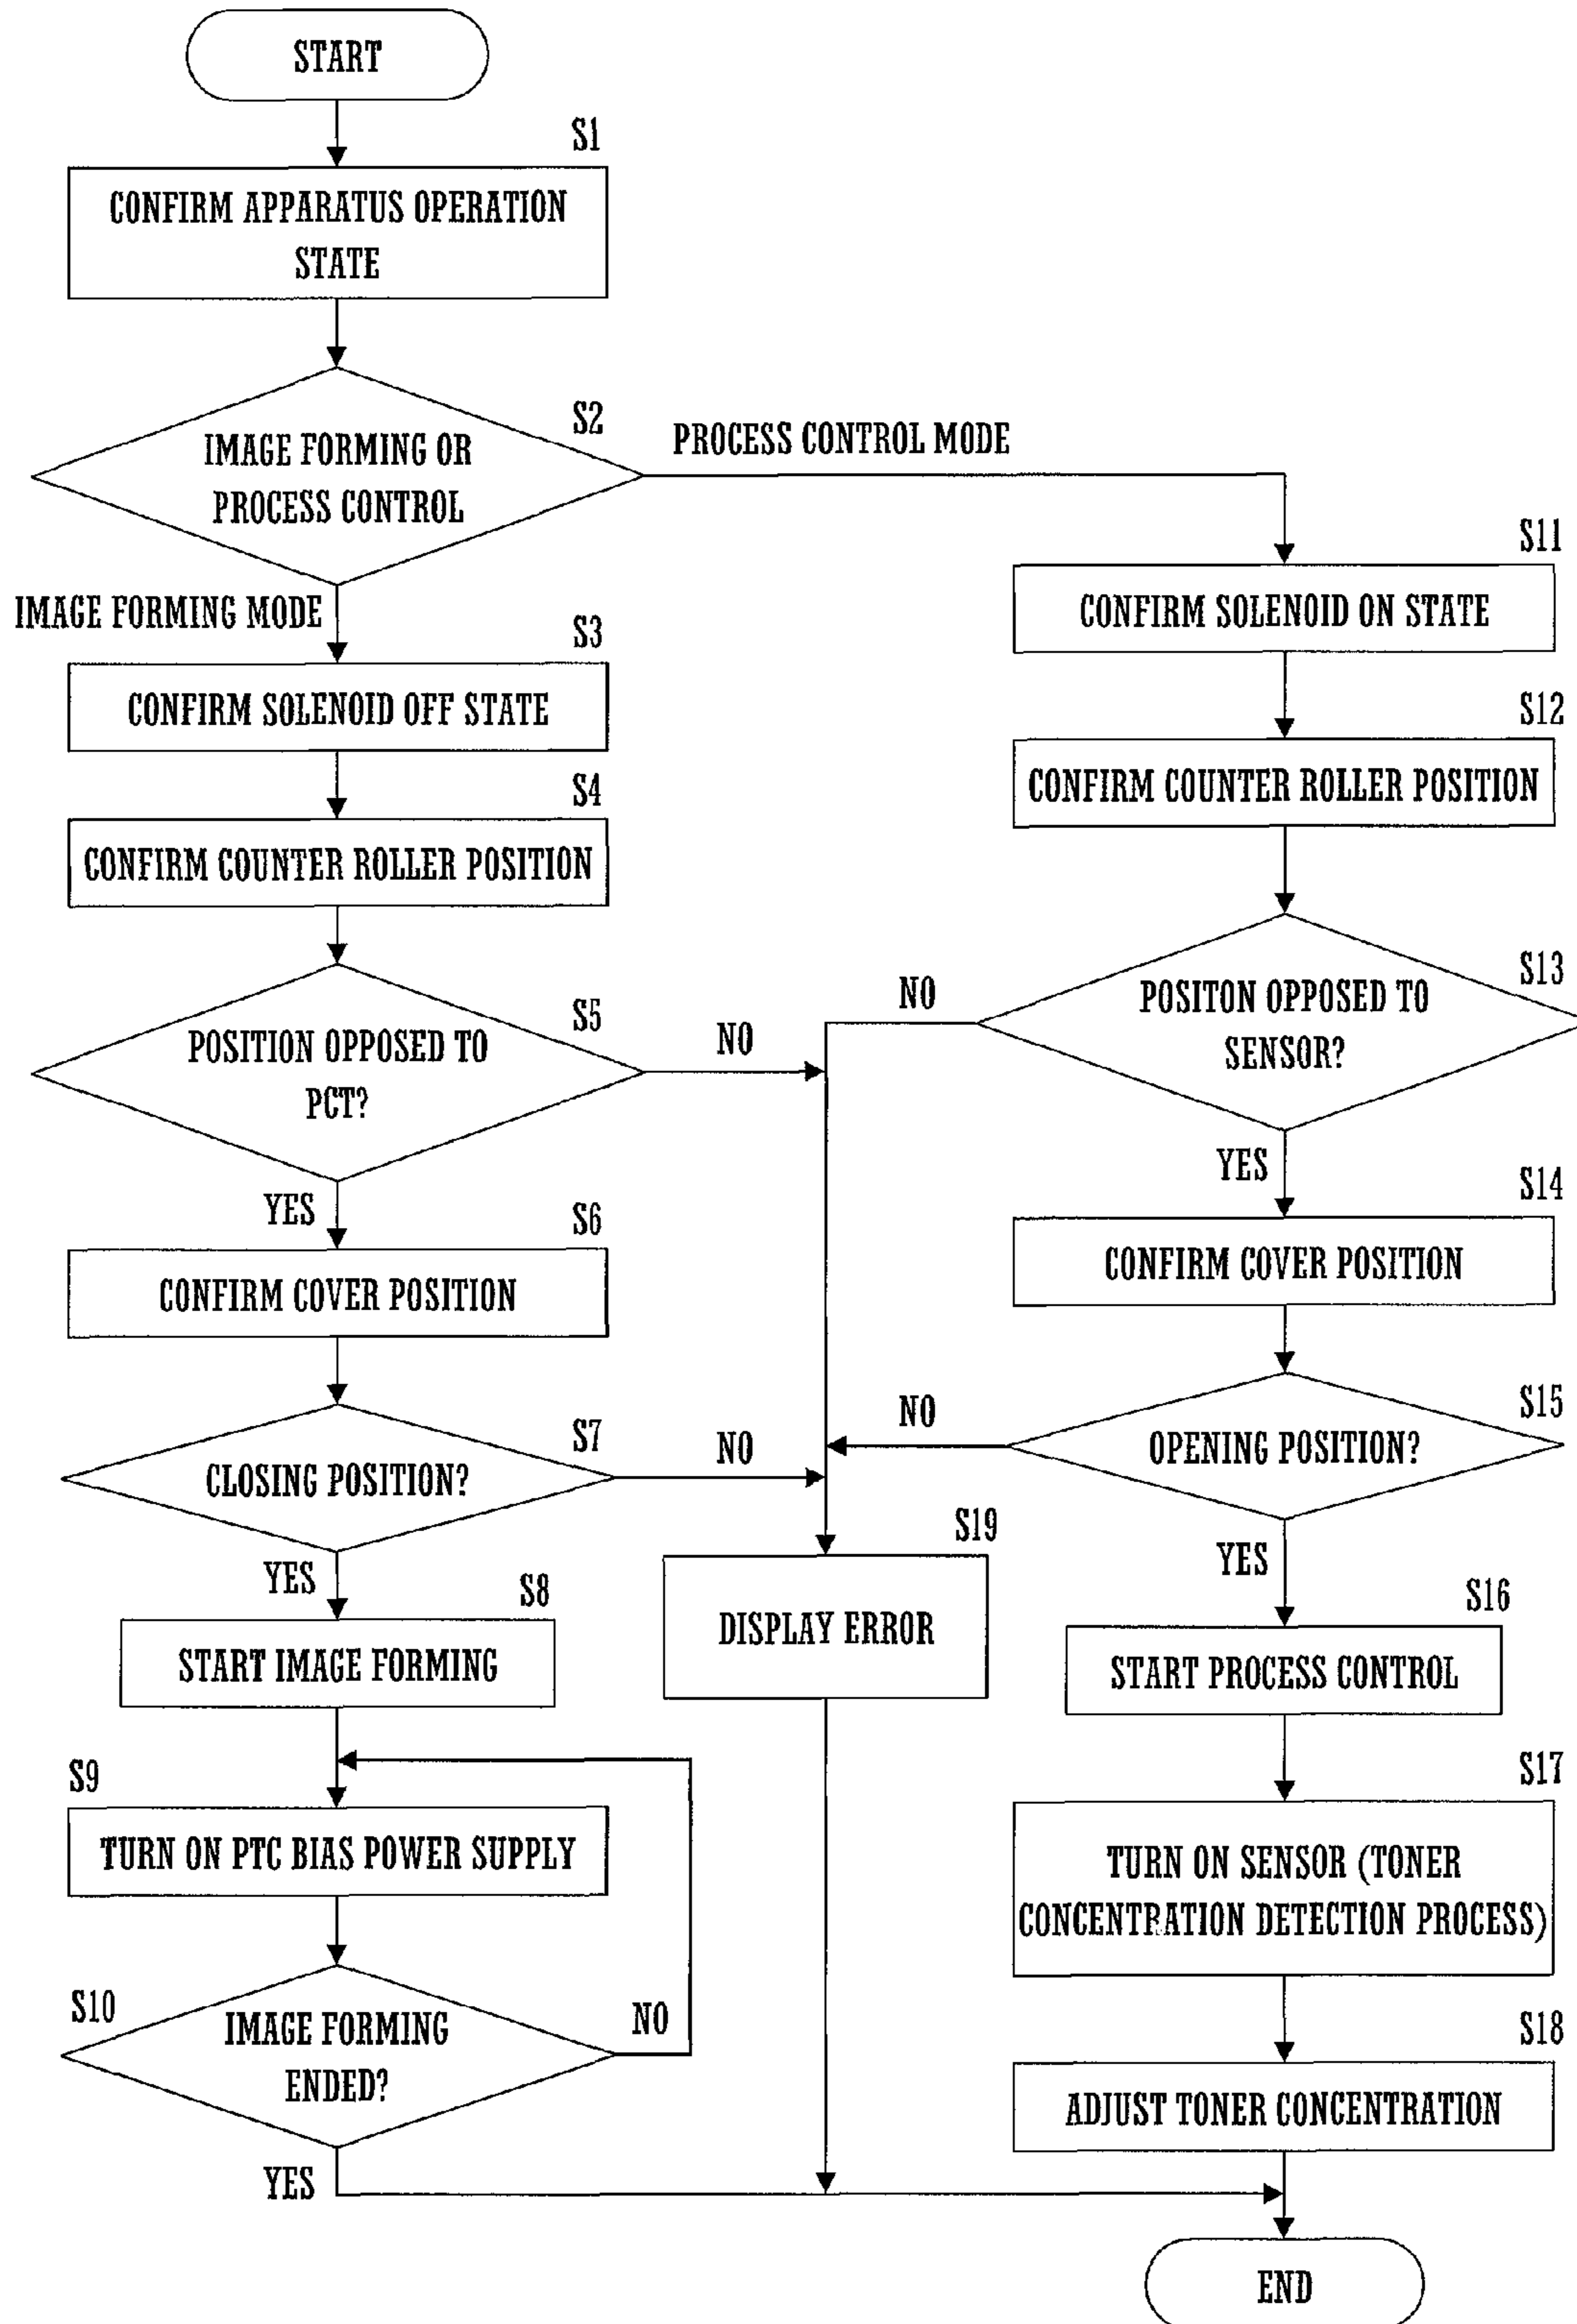 START
S1
CONFIRM APPARATUS OPERATION
STATE
S2
IMAGE FORMING OR
PROCESS CONTROL
PROCESS CONTROL MODE
IMAGE FORMING MODE
S3
CONFIRM SOLENOID OFF STATE
S4
CONFIRM COUNTER ROLLER POSITION
S5
POSITION OPPOSED TO
PCT?
NO
YES
S6
CONFIRM COVER POSITION
S7
CLOSING POSITION?
NO
YES
S8
START IMAGE FORMING
S9
TURN ON PTC BIAS POWER SUPPLY
S10
IMAGE FORMING
ENDED?
NO
YES
S11
CONFIRM SOLENOID ON STATE
S12
CONFIRM COUNTER ROLLER POSITION
S13
POSITON OPPOSED TO
SENSOR?
NO
YES
S14
CONFIRM COVER POSITION
S15
OPENING POSITION?
NO
YES
S16
START PROCESS CONTROL
S17
TURN ON SENSOR (TONER
CONCENTRATION DETECTION PROCESS)
S18
ADJUST TONER CONCENTRATION
S19
DISPLAY ERROR
END